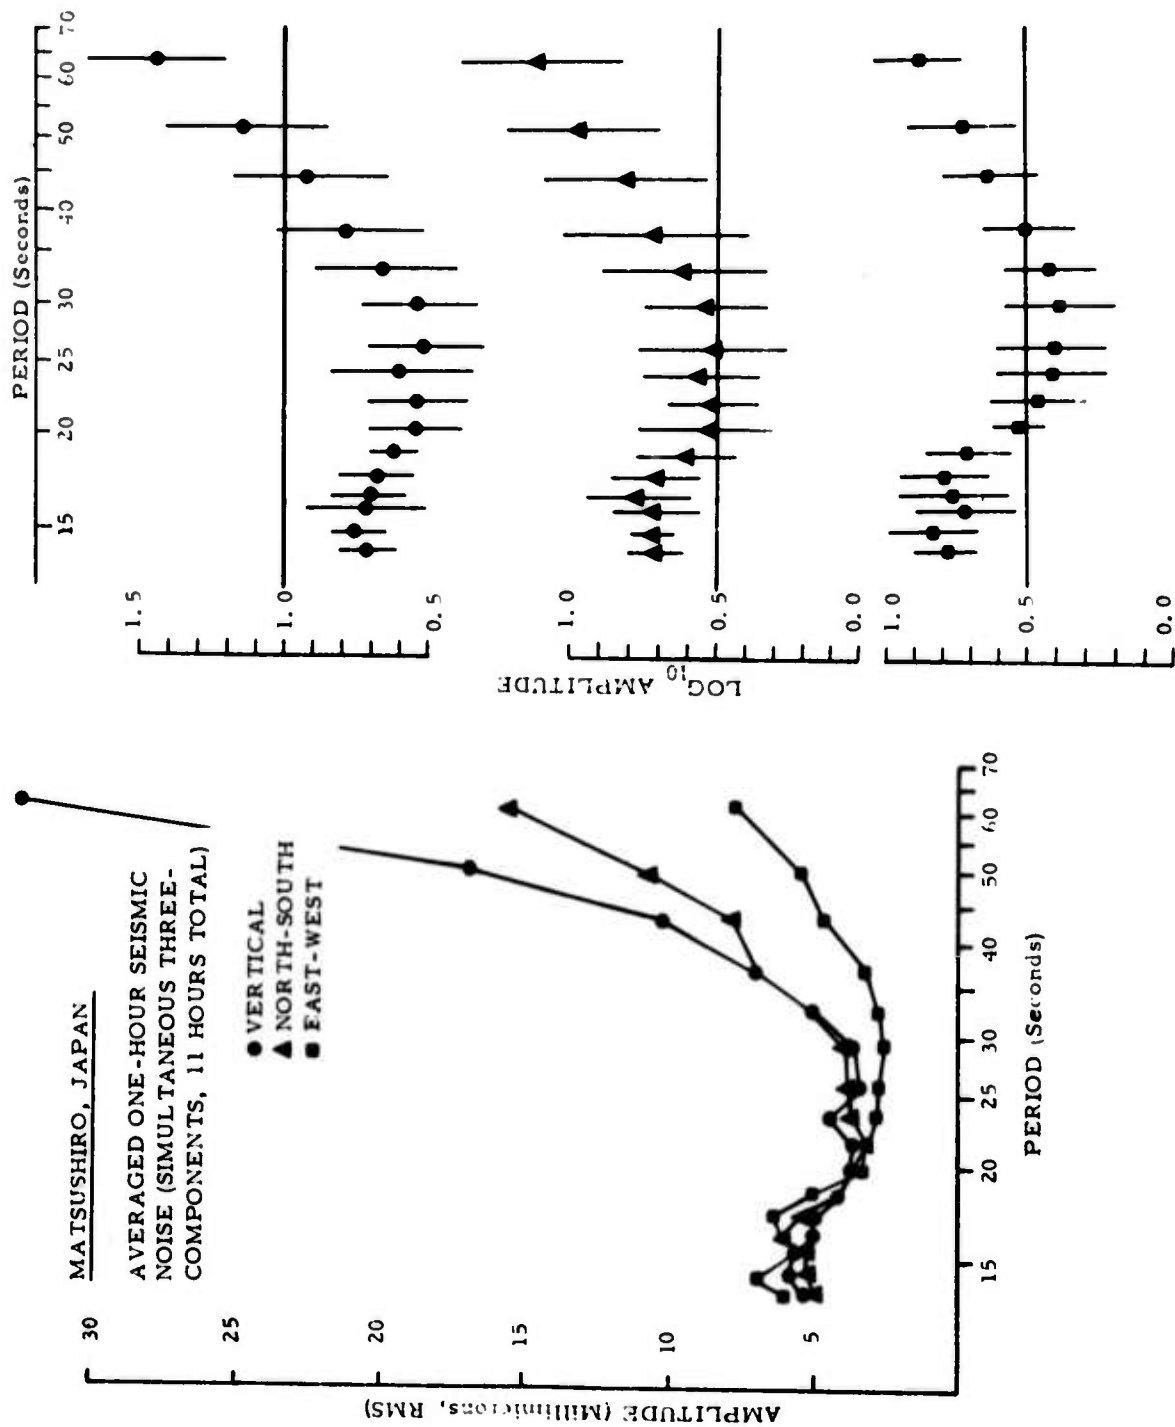 MATSUSHIRO, JAPAN
AVERAGED ONE-HOUR SEISMIC
NOISE (SIMULTANEOUS THREE-
COMPONENTS, 11 HOURS TOTAL)
VERTICAL
NORTH-SOUTH
EAST-WEST
30
25
20
15
10
5
AMPLITUDE (Millimicrons, RMS)
15 20 25 30 40 50 60 70
PERIOD (Seconds)
PERIOD (Seconds)
15 20 25 30 40 50 60 70
LOG10 AMPLITUDE
1.5
1.0
0.5
1.0
0.5
0.0
1.0
0.5
0.0